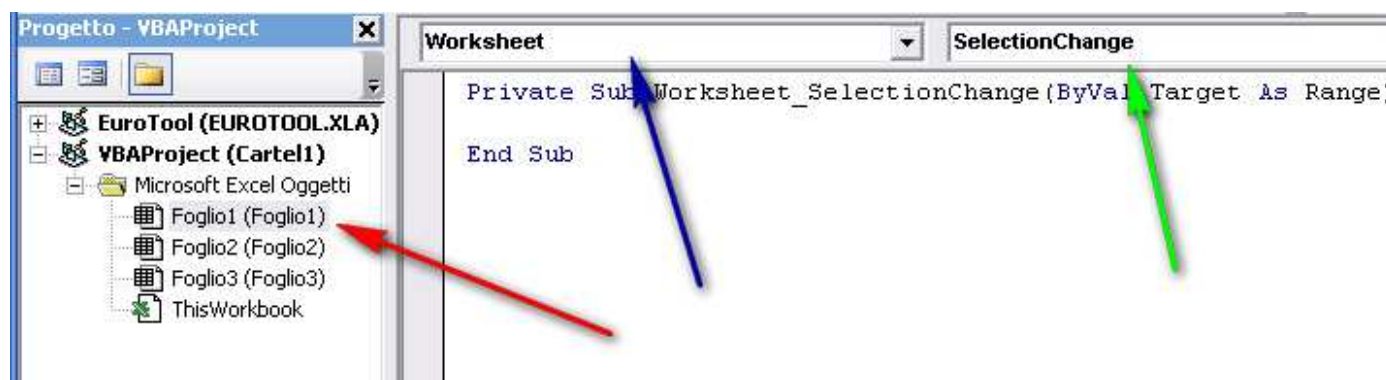 Progetto - VBAProject
Worksheet
SelectionChange
Private Sub Worksheet_SelectionChange(ByVal Target As Range)
End Sub
EuroTool (EUROTOOL.XLA)
VBAProject (Cartel1)
Microsoft Excel Oggetti
Foglio1 (Foglio1)
Foglio2 (Foglio2)
Foglio3 (Foglio3)
ThisWorkbook